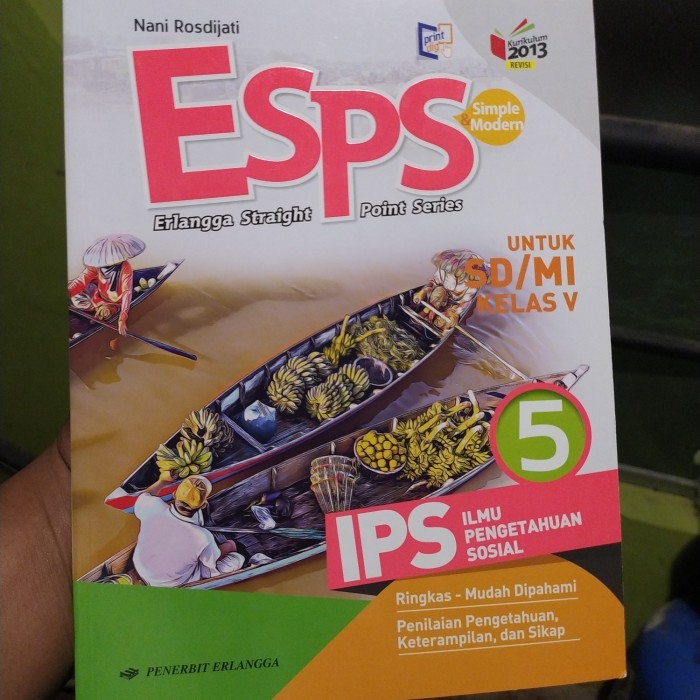 Nani Rosdijati
print
dig
Kurikulum
2013
REVISI
ESPS
Simple
& Modern
Erlangga Straight Point Series
UNTUK
SD/MI
KELAS V
5
IPS
ILMU
PENGETAHUAN
SOSIAL
Ringkas - Mudah Dipahami
Penilaian Pengetahuan,
Keterampilan, dan Sikap
PENERBIT ERLANGGA